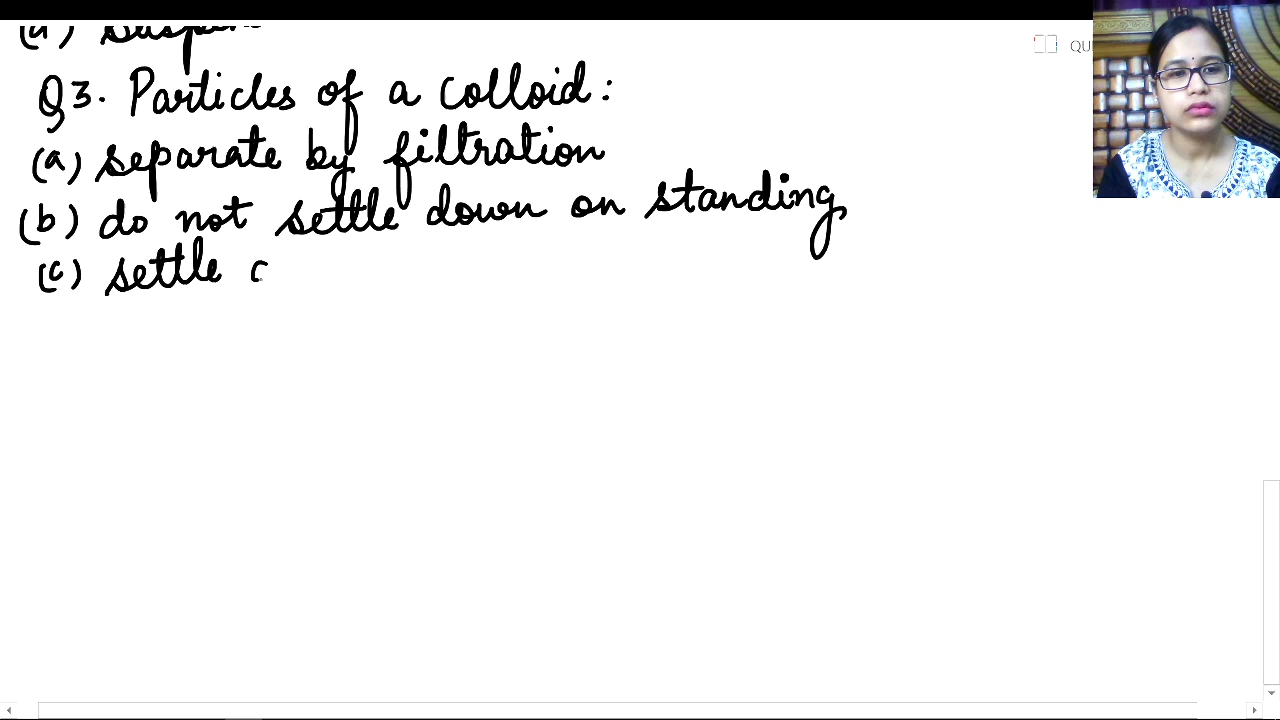 Q3. Particles of a colloid:
(a) separate by filtration
(b) do not settle down on standing
(c) settle